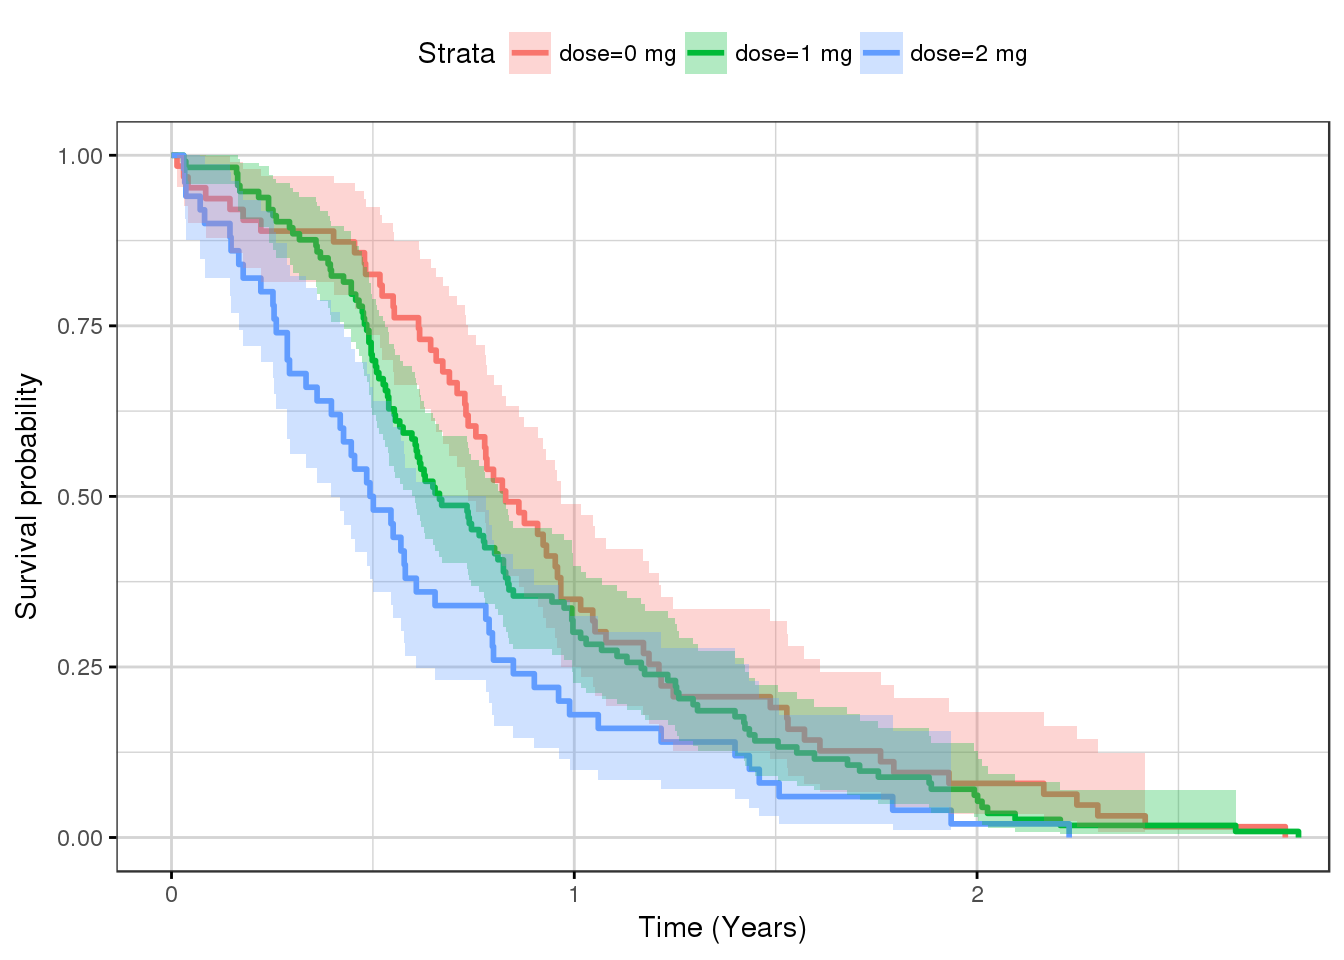 Strata dose=0 mg dose=1 mg dose=2 mg
1.00
0.75
0.50
0.25
0.00
Survival probability
0 1 2
Time (Years)